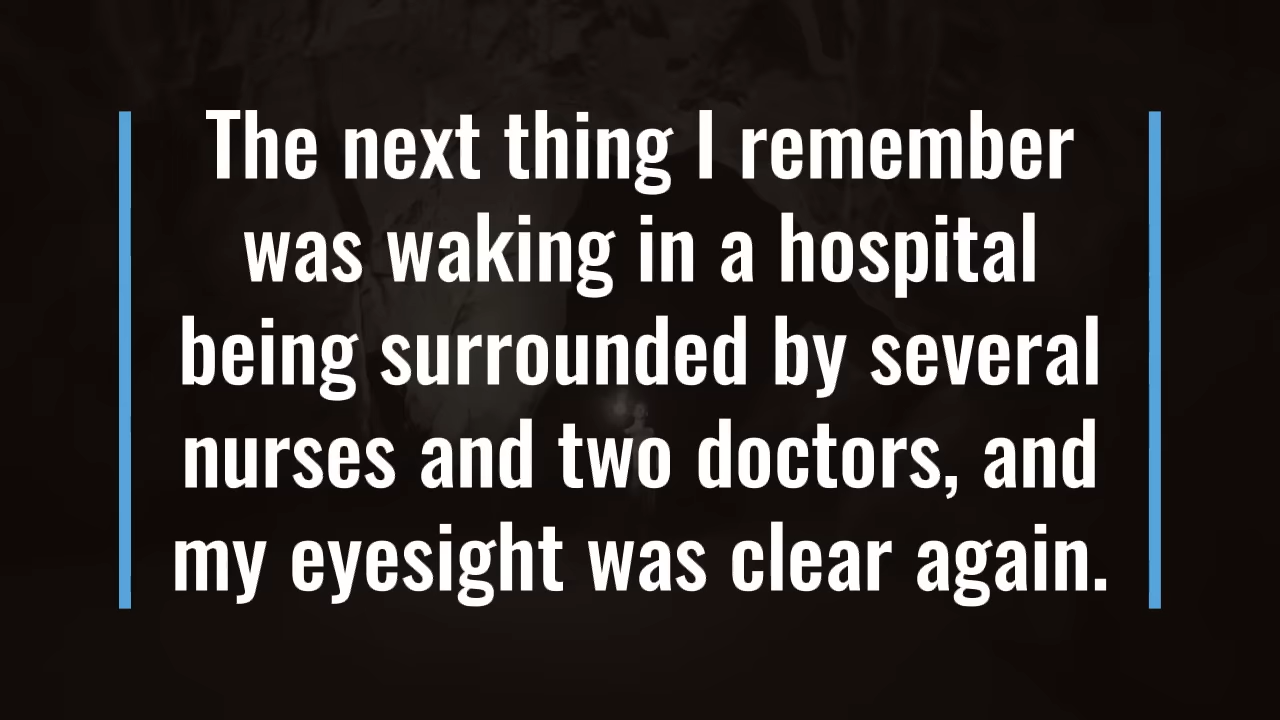 The next thing I remember
was waking in a hospital
being surrounded by several
nurses and two doctors, and
my eyesight was clear again.